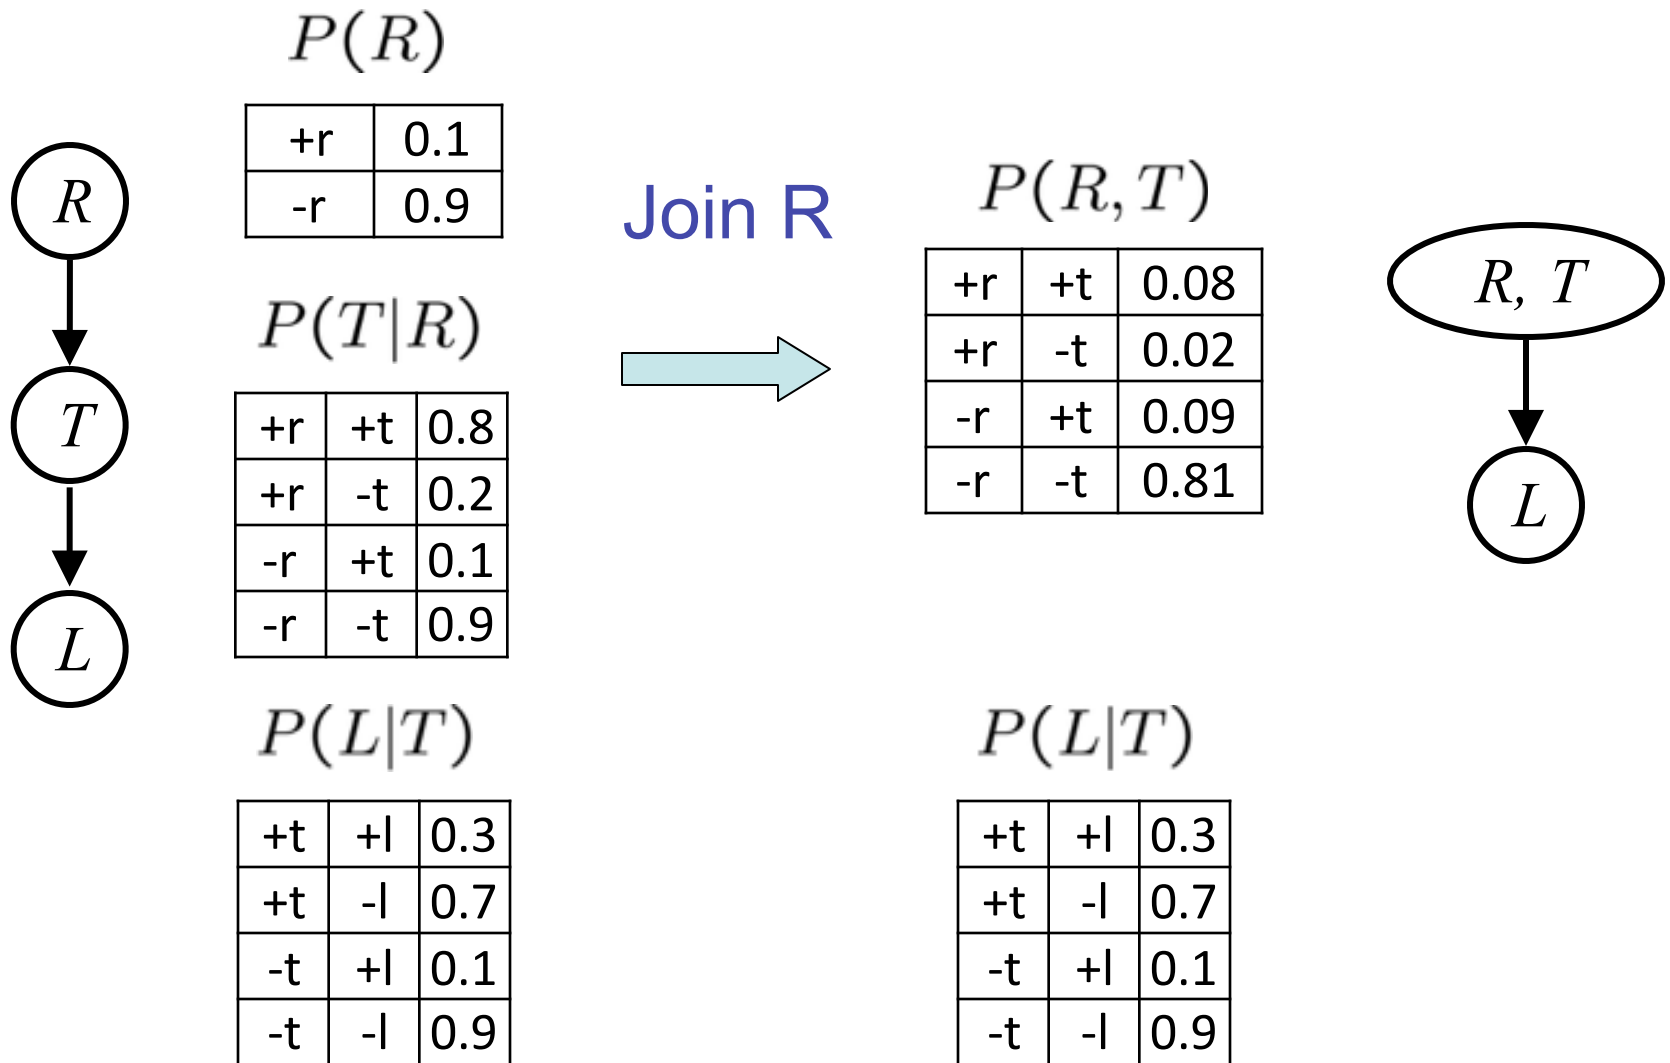 P(R)
+r 0.1
-r 0.9
P(T|R)
+r +t 0.8
+r -t 0.2
-r +t 0.1
-r -t 0.9
P(L|T)
+t +l 0.3
+t -l 0.7
-t +l 0.1
-t -l 0.9
R
T
L
Join R
P(R, T)
+r +t 0.08
+r -t 0.02
-r +t 0.09
-r -t 0.81
P(L|T)
+t +l 0.3
+t -l 0.7
-t +l 0.1
-t -l 0.9
R, T
L